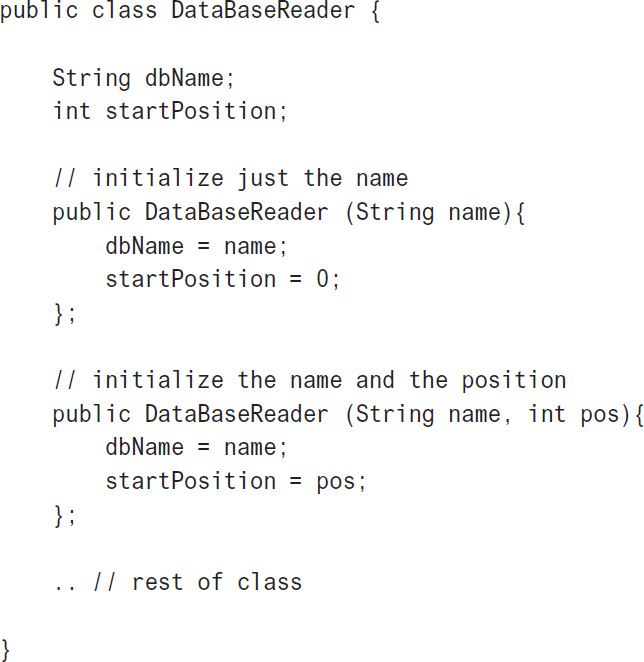 public class DataBaseReader {
String dbName;
int startPosition;
// initialize just the name
public DataBaseReader (String name){
dbName = name;
startPosition = 0;
};
// initialize the name and the position
public DataBaseReader (String name, int pos){
dbName = name;
startPosition = pos;
};
.. // rest of class
}